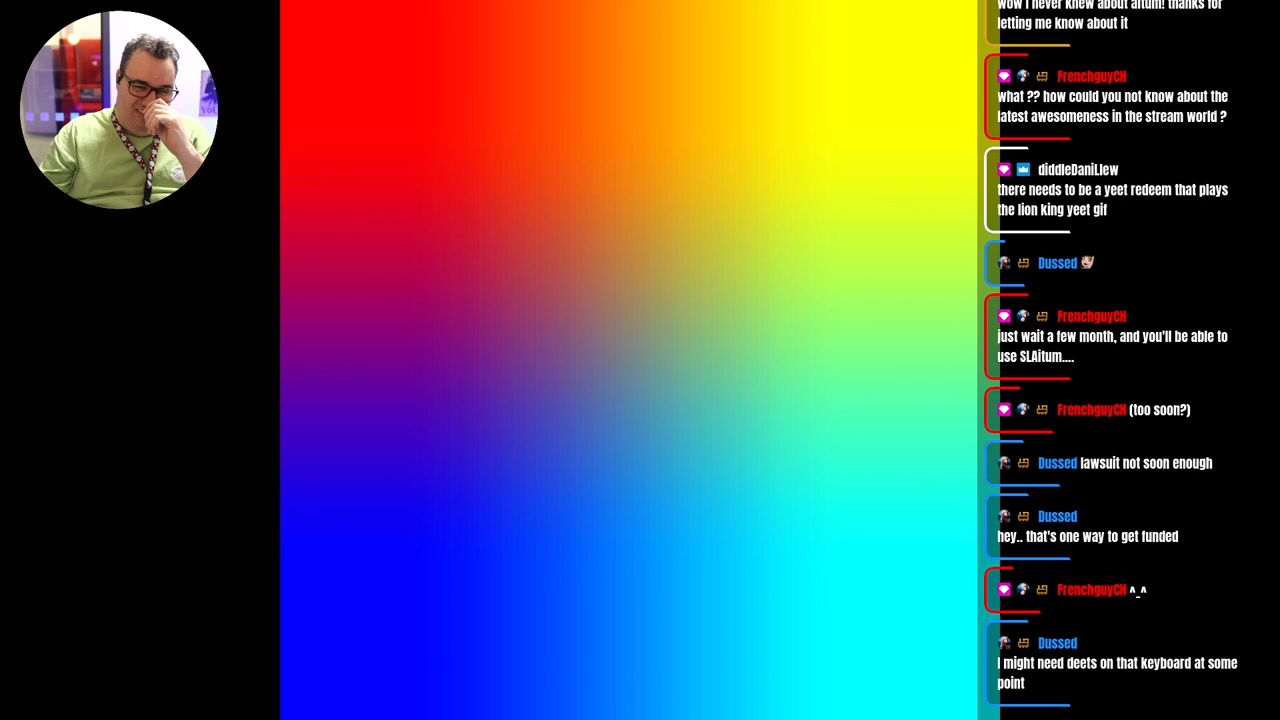 wow I never knew about aitum! thanks for
letting me know about it
FrenchguyCH
what ?? how could you not know about the
latest awesomeness in the stream world ?
diddleDaniLlew
there needs to be a yeet redeem that plays
the lion king yeet gif
Dussed
FrenchguyCH
just wait a few month, and you'll be able to
use SLAitum....
FrenchguyCH (too soon?)
Dussed lawsuit not soon enough
Dussed
hey.. that's one way to get funded
FrenchguyCH ^_^
Dussed
I might need deets on that keyboard at some
point